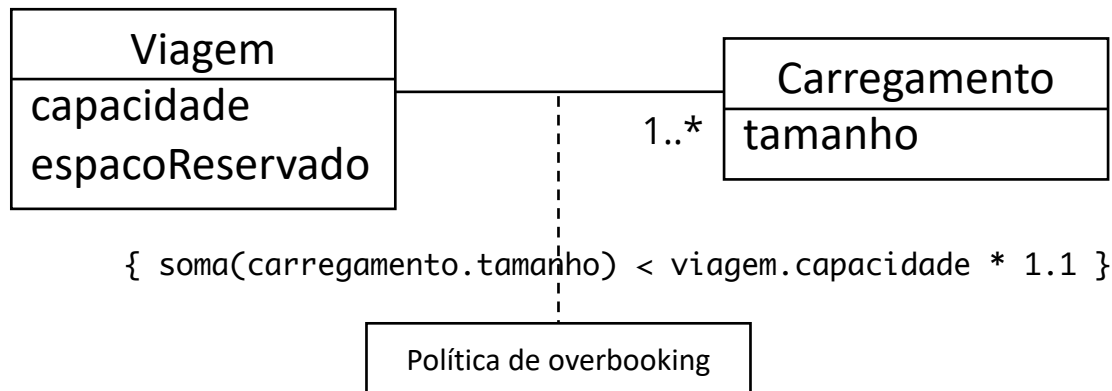 Viagem
capacidade
espacoReservado
Carregamento
1..*
tamanho
{ soma(carregamento.tamanho) < viagem.capacidade * 1.1 }
Política de overbooking